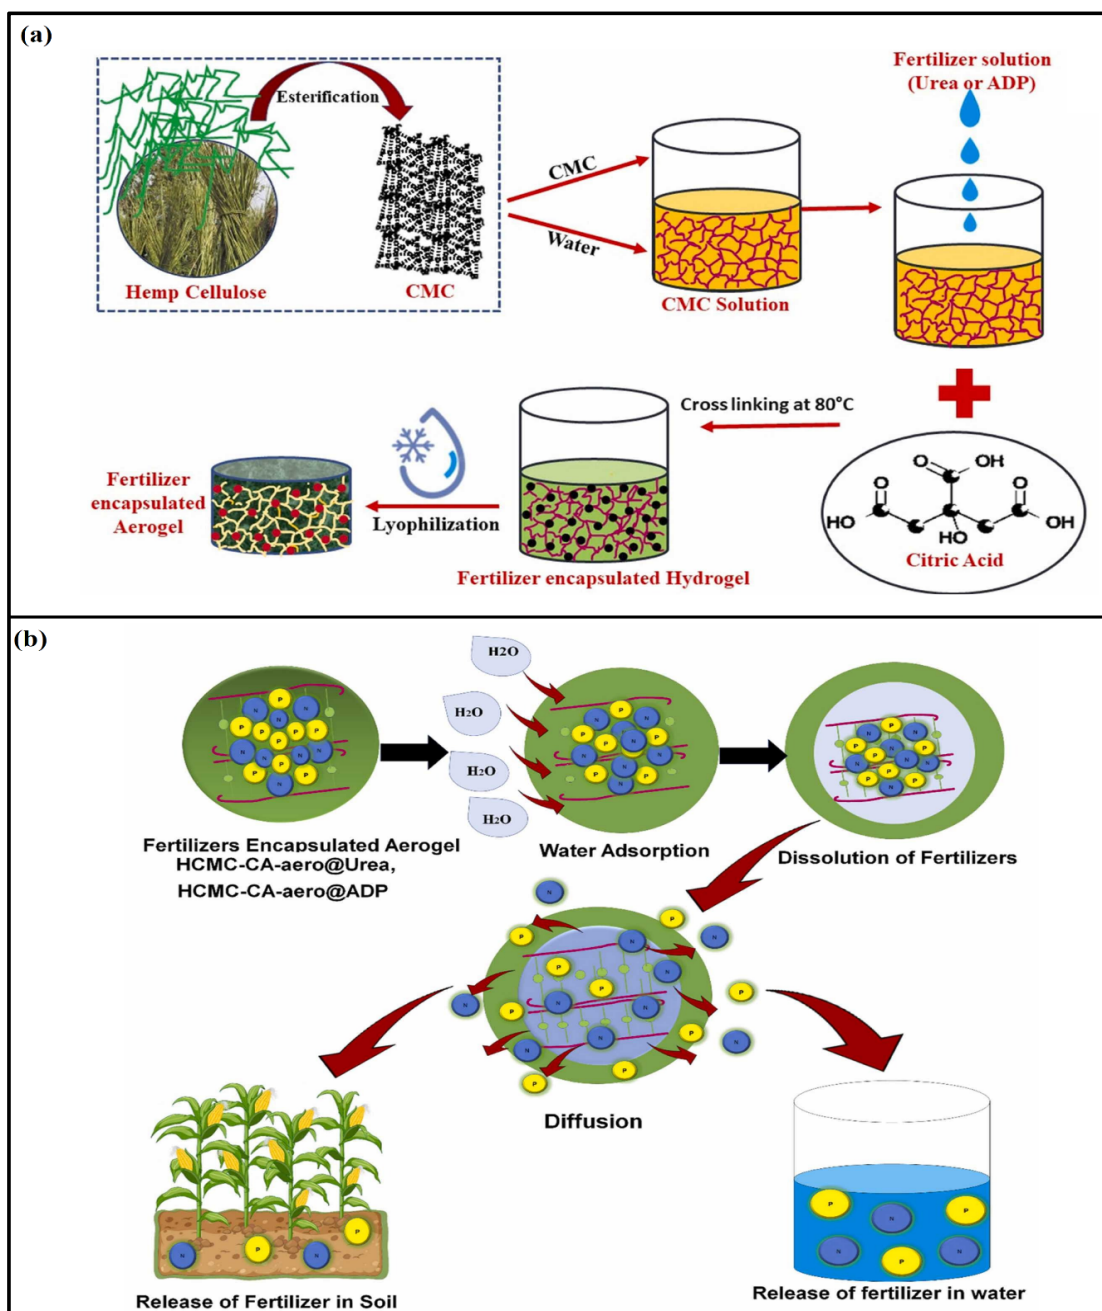 (a)
Esterification
Hemp Cellulose
CMC
CMC
Water
CMC Solution
Fertilizer solution
(Urea or ADP)
Cross linking at 80°C
O
OH
O
O
HO
HO
OH
Citric Acid
Fertilizer encapsulated Hydrogel
Lyophilization
Fertilizer
encapsulated
Aerogel
(b)
P
N
N
N
P
P
P
P
P
P
N
N
N
N
N
P
P
N
Fertilizers Encapsulated Aerogel
HCMC-CA-aero@Urea,
HCMC-CA-aero@ADP
H2O
H2O
H2O
H2O
P
N
N
P
P
N
P
N
N
P
N
Water Adsorption
P
N
N
P
P
N
P
N
N
P
P
N
Dissolution of Fertilizers
N
P
P
N
N
P
N
P
P
N
P
N
N
P
N
N
N
P
P
Diffusion
P
N
P
N
Release of Fertilizer in Soil
P
N
P
N
P
N
Release of fertilizer in water